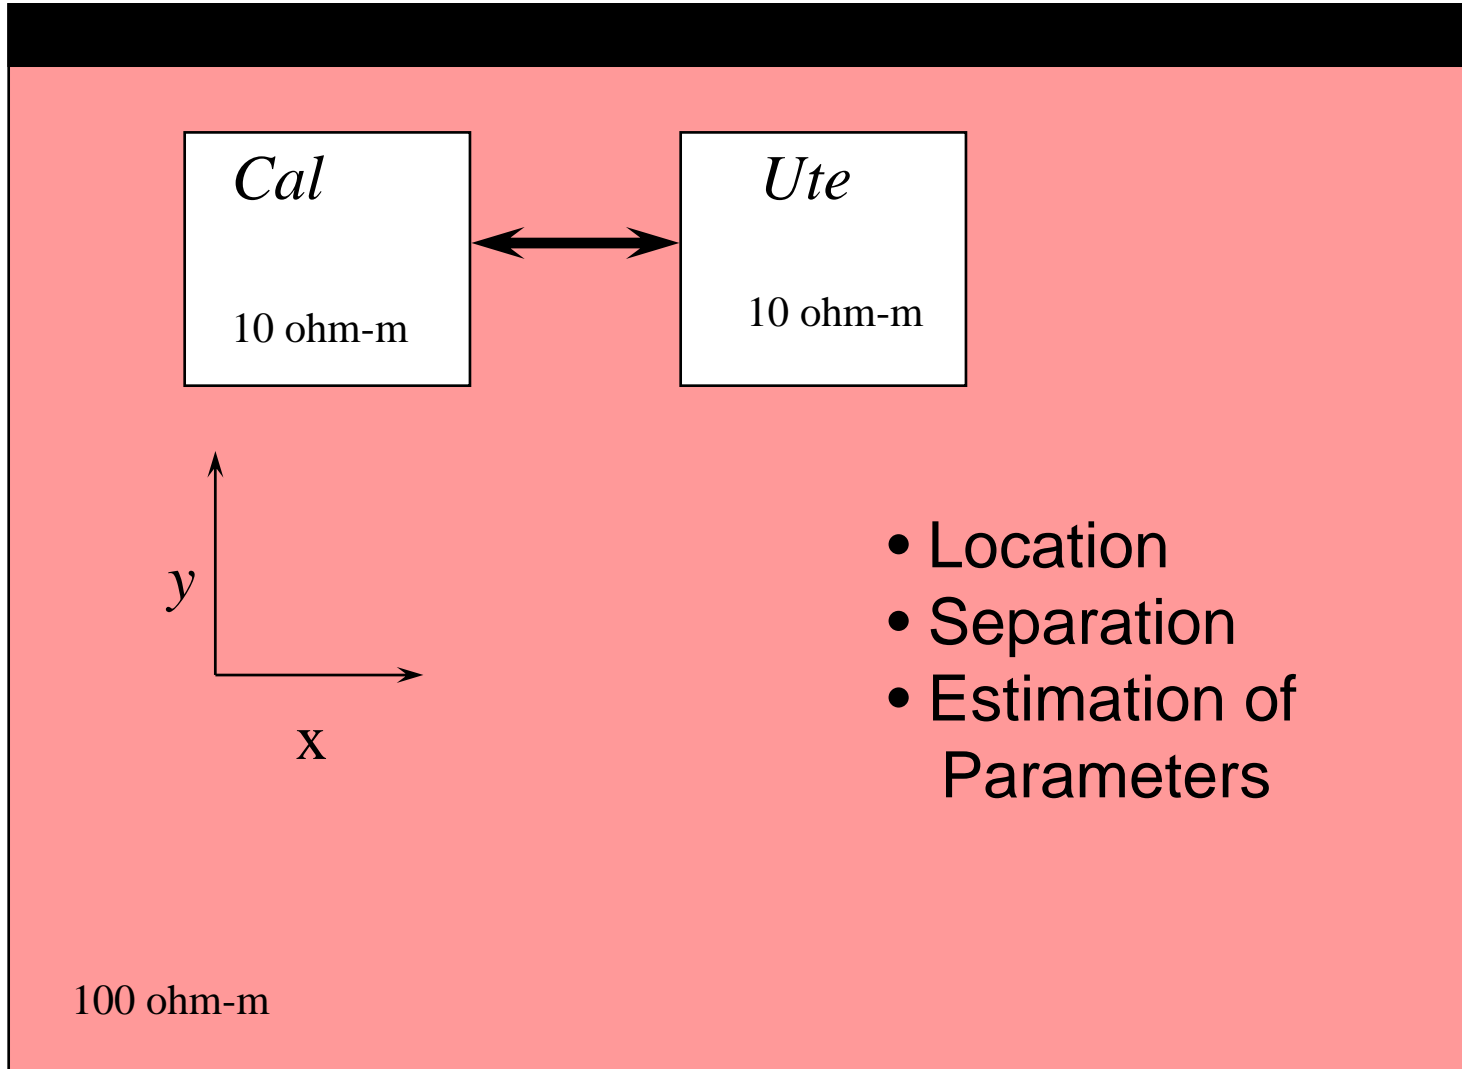 Cal
Ute
10 ohm-m
10 ohm-m
y
x
• Location
• Separation
• Estimation of
Parameters
100 ohm-m